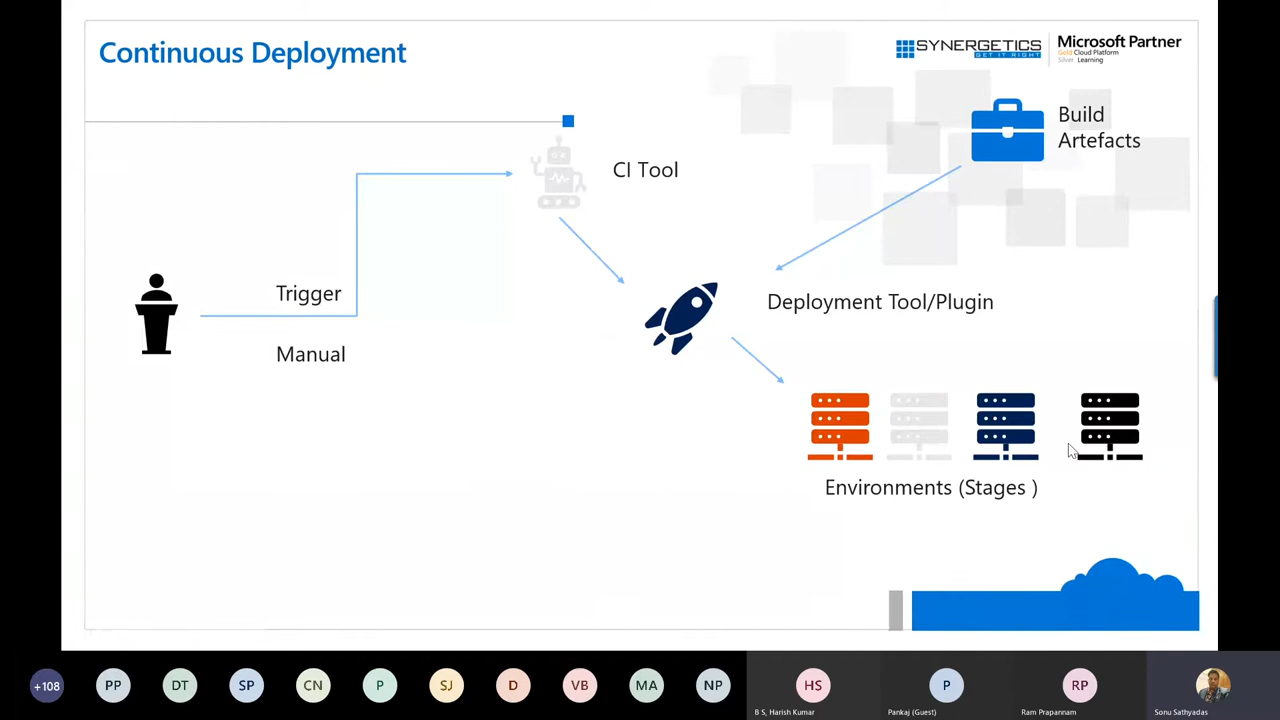 Continuous Deployment
SYNERGETICS
GET IT RIGHT
Microsoft Partner
Gold Cloud Platform
Silver Learning
Build
Artefacts
CI Tool
Trigger
Manual
Deployment Tool/Plugin
Environments (Stages )
+108
PP
DT
SP
CN
P
SJ
D
VB
MA
NP
HS
P
RP
B S, Harish Kumar
Pankaj (Guest)
Ram Prapannam
Sonu Sathyadas